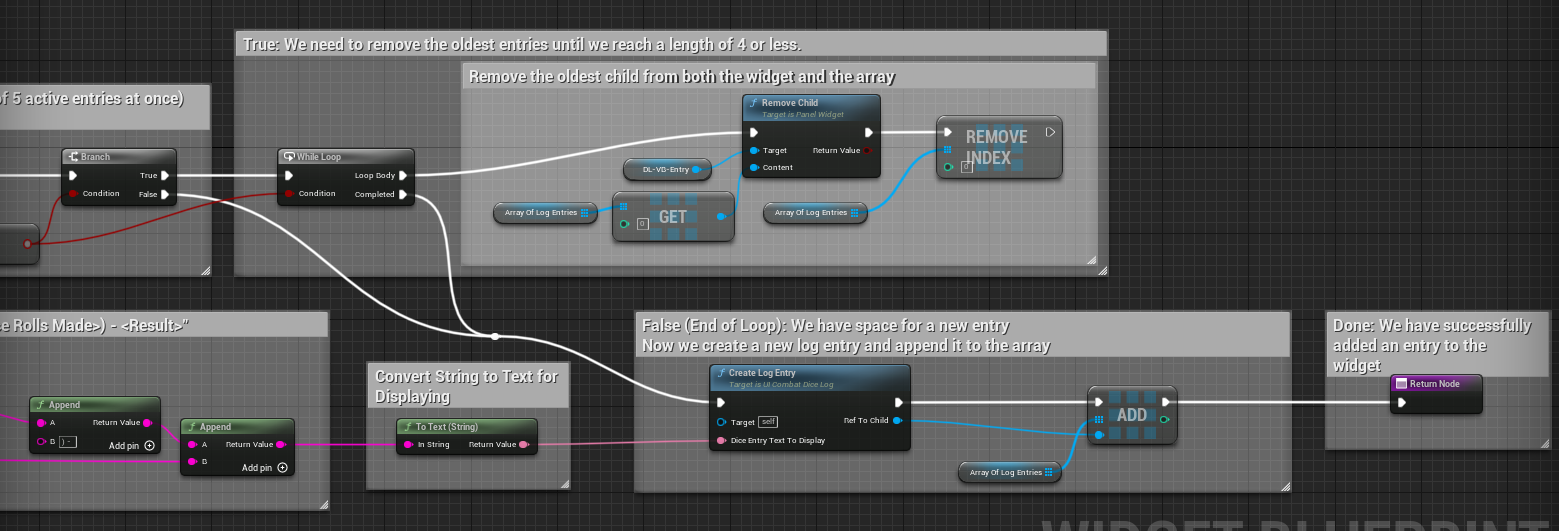 True: We need to remove the oldest entries until we reach a length of 4 or less.
Remove the oldest child from both the widget and the array
of 5 active entries at once)
Branch
True
Condition
False
While Loop
Loop Body
Condition
Completed
Remove Child
Target is Panel Widget
Target
Return Value
Content
DL-VB-Entry
Array Of Log Entries
0
GET
Array Of Log Entries
REMOVE
INDEX
0
e Rolls Made>) - <Result>"
Append
A
Return Value
B
) -
Add pin
Append
A
Return Value
B
Add pin
Convert String to Text for
Displaying
To Text (String)
In String
Return Value
False (End of Loop): We have space for a new entry
Now we create a new log entry and append it to the array
Create Log Entry
Target is UI Combat Dice Log
Target
self
Ref To Child
Dice Entry Text To Display
Array Of Log Entries
ADD
Done: We have successfully
added an entry to the
widget
Return Node